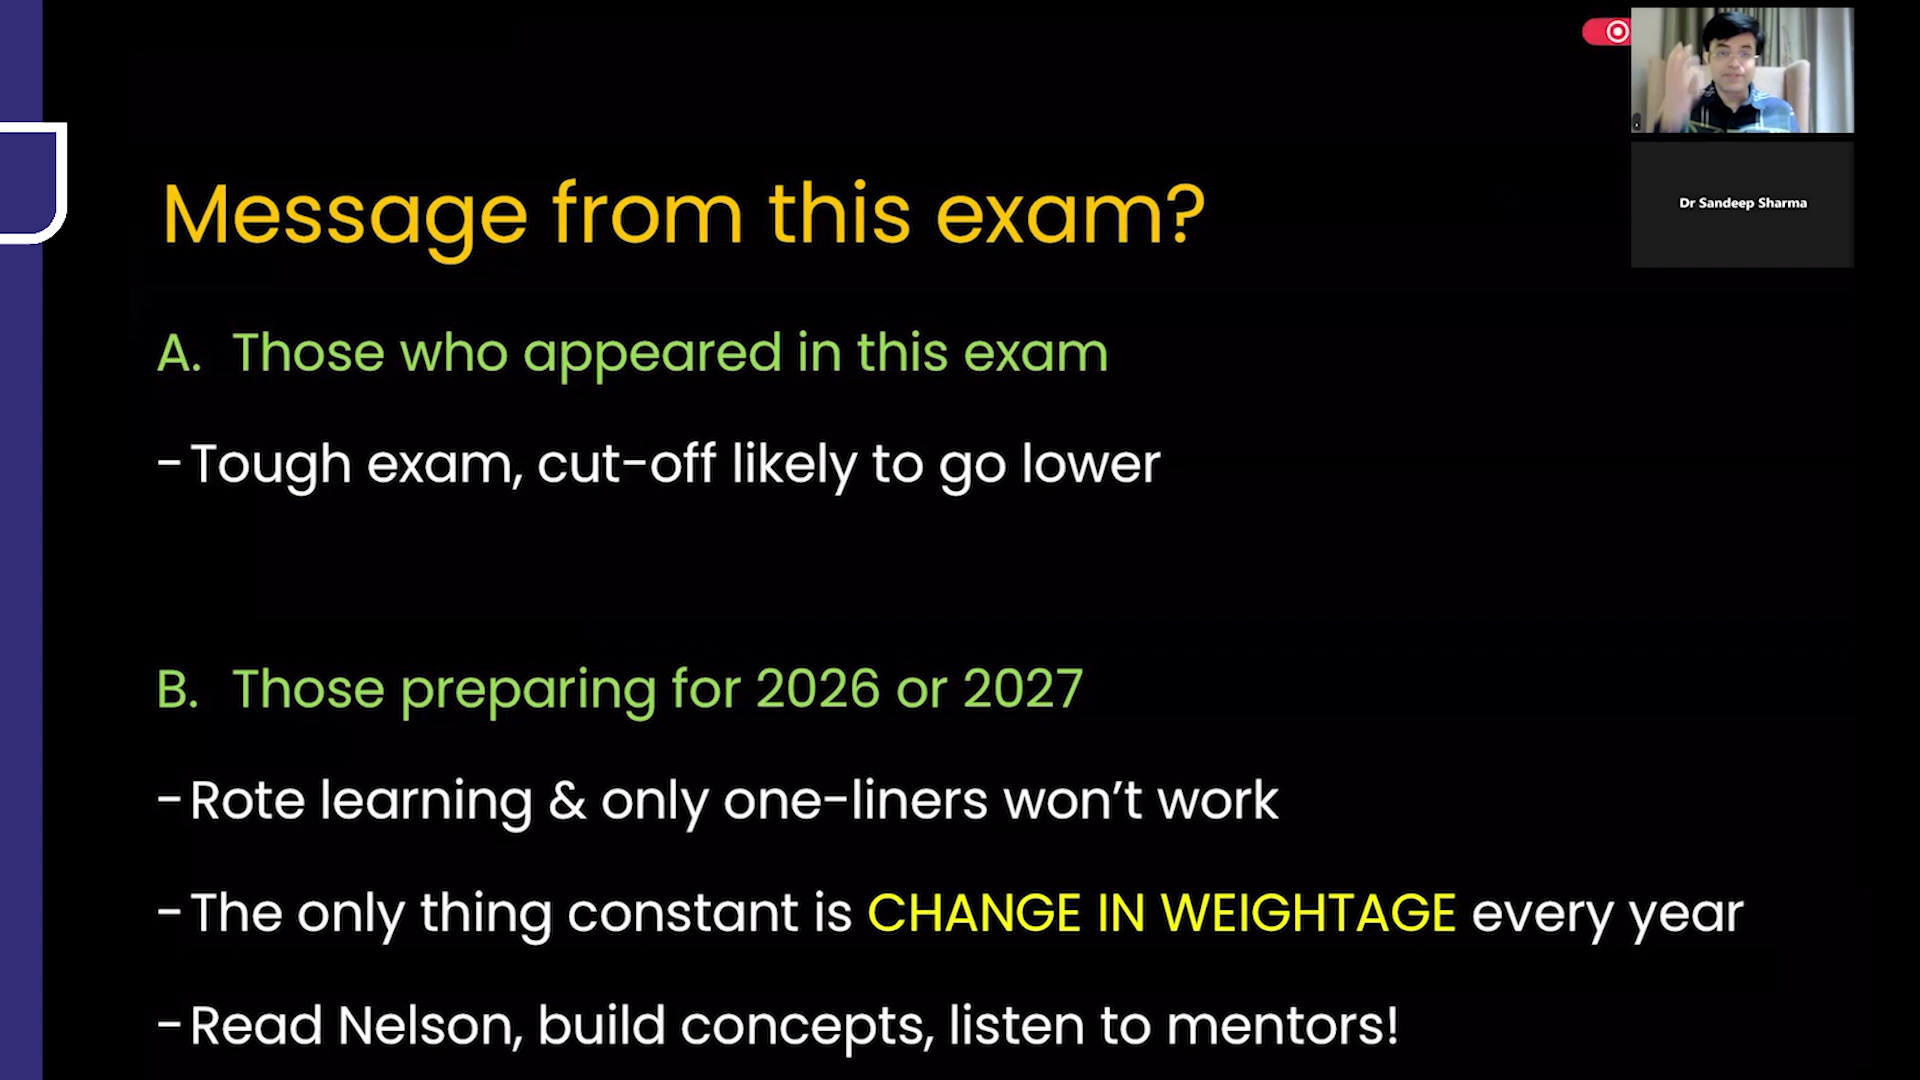 Message from this exam?
A. Those who appeared in this exam
- Tough exam, cut-off likely to go lower
B. Those preparing for 2026 or 2027
- Rote learning & only one-liners won't work
- The only thing constant is CHANGE IN WEIGHTAGE every year
- Read Nelson, build concepts, listen to mentors!
Dr Sandeep Sharma